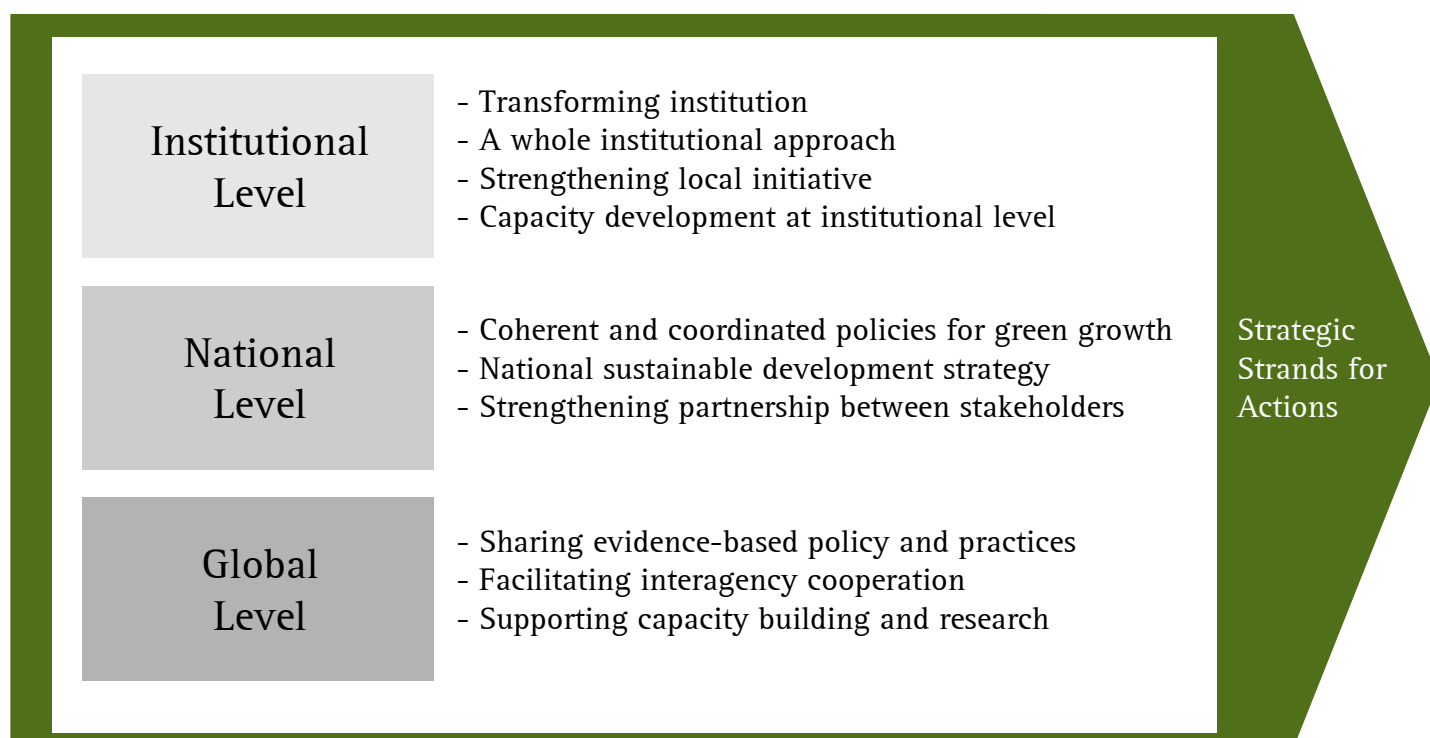 Institutional
Level
- Transforming institution
- A whole institutional approach
- Strengthening local initiative
- Capacity development at institutional level
National
Level
- Coherent and coordinated policies for green growth
- National sustainable development strategy
- Strengthening partnership between stakeholders
Global
Level
- Sharing evidence-based policy and practices
- Facilitating interagency cooperation
- Supporting capacity building and research
Strategic
Strands for
Actions